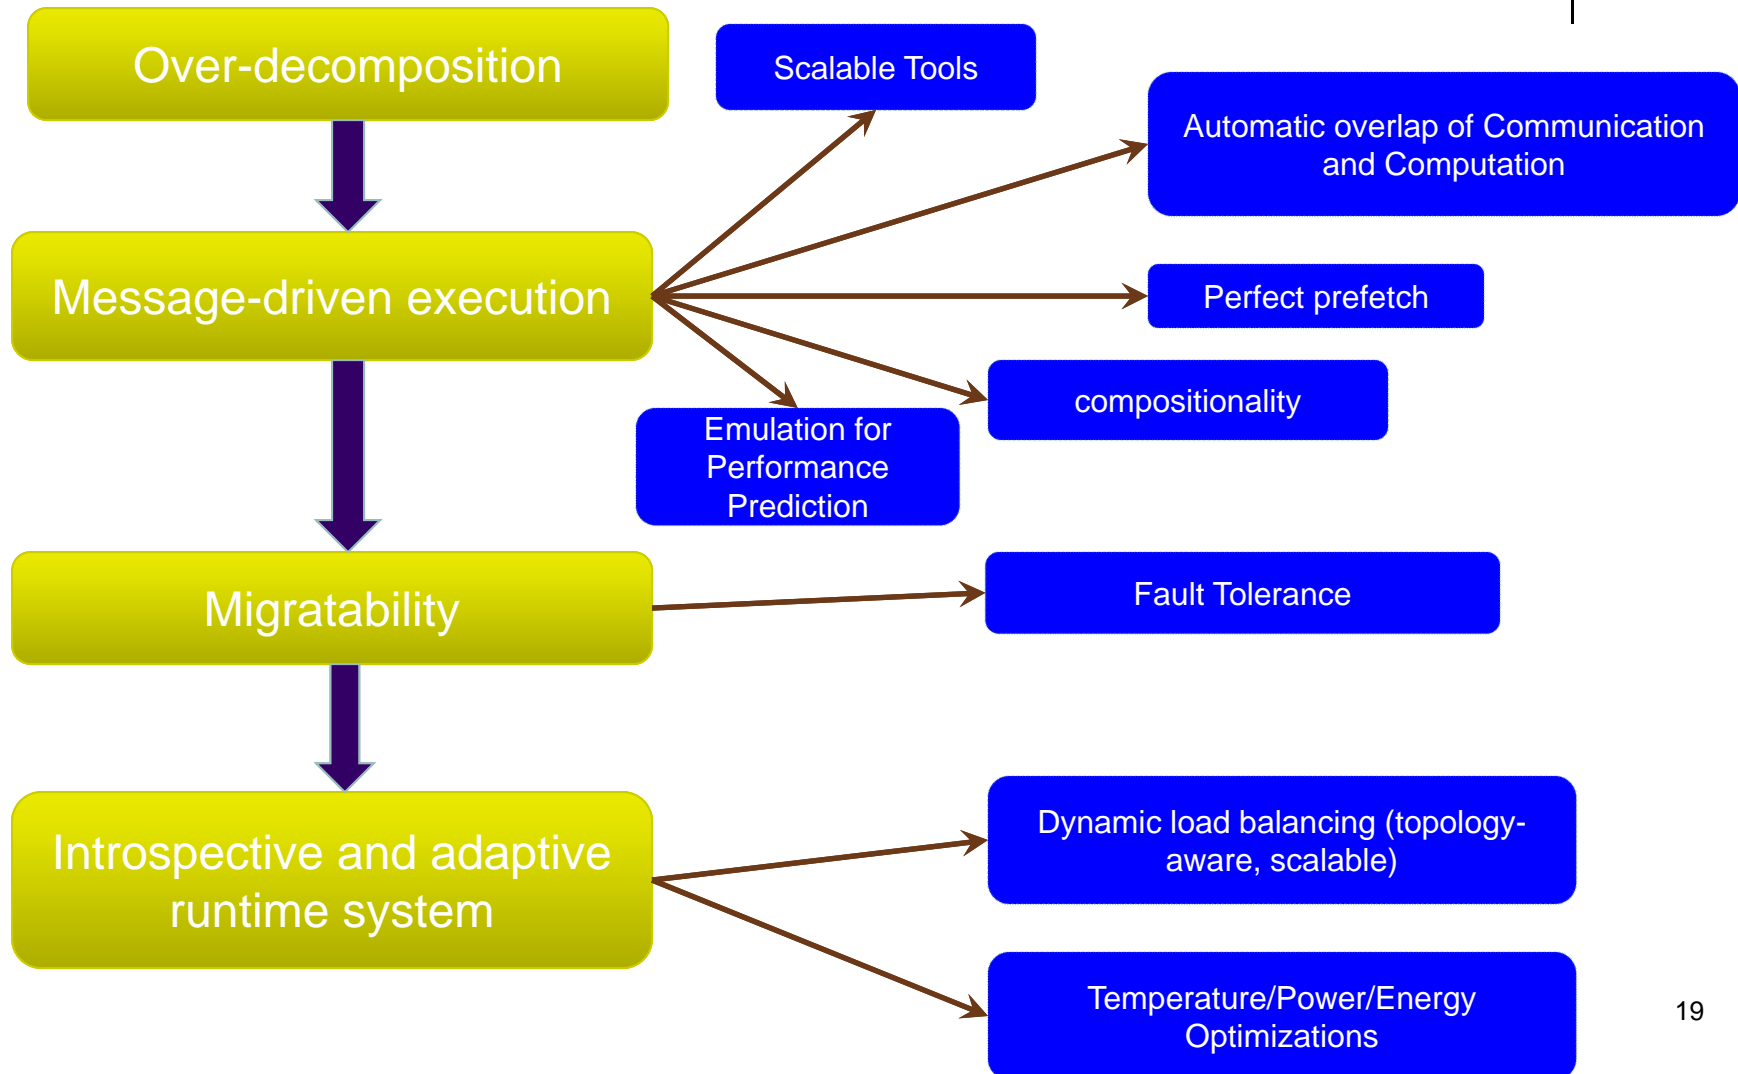 Over-decomposition
Scalable Tools
Automatic overlap of Communication
and Computation
Message-driven execution
Perfect prefetch
compositionality
Emulation for
Performance
Prediction
Migratability
Fault Tolerance
Introspective and adaptive
runtime system
Dynamic load balancing (topology-
aware, scalable)
Temperature/Power/Energy
Optimizations
19